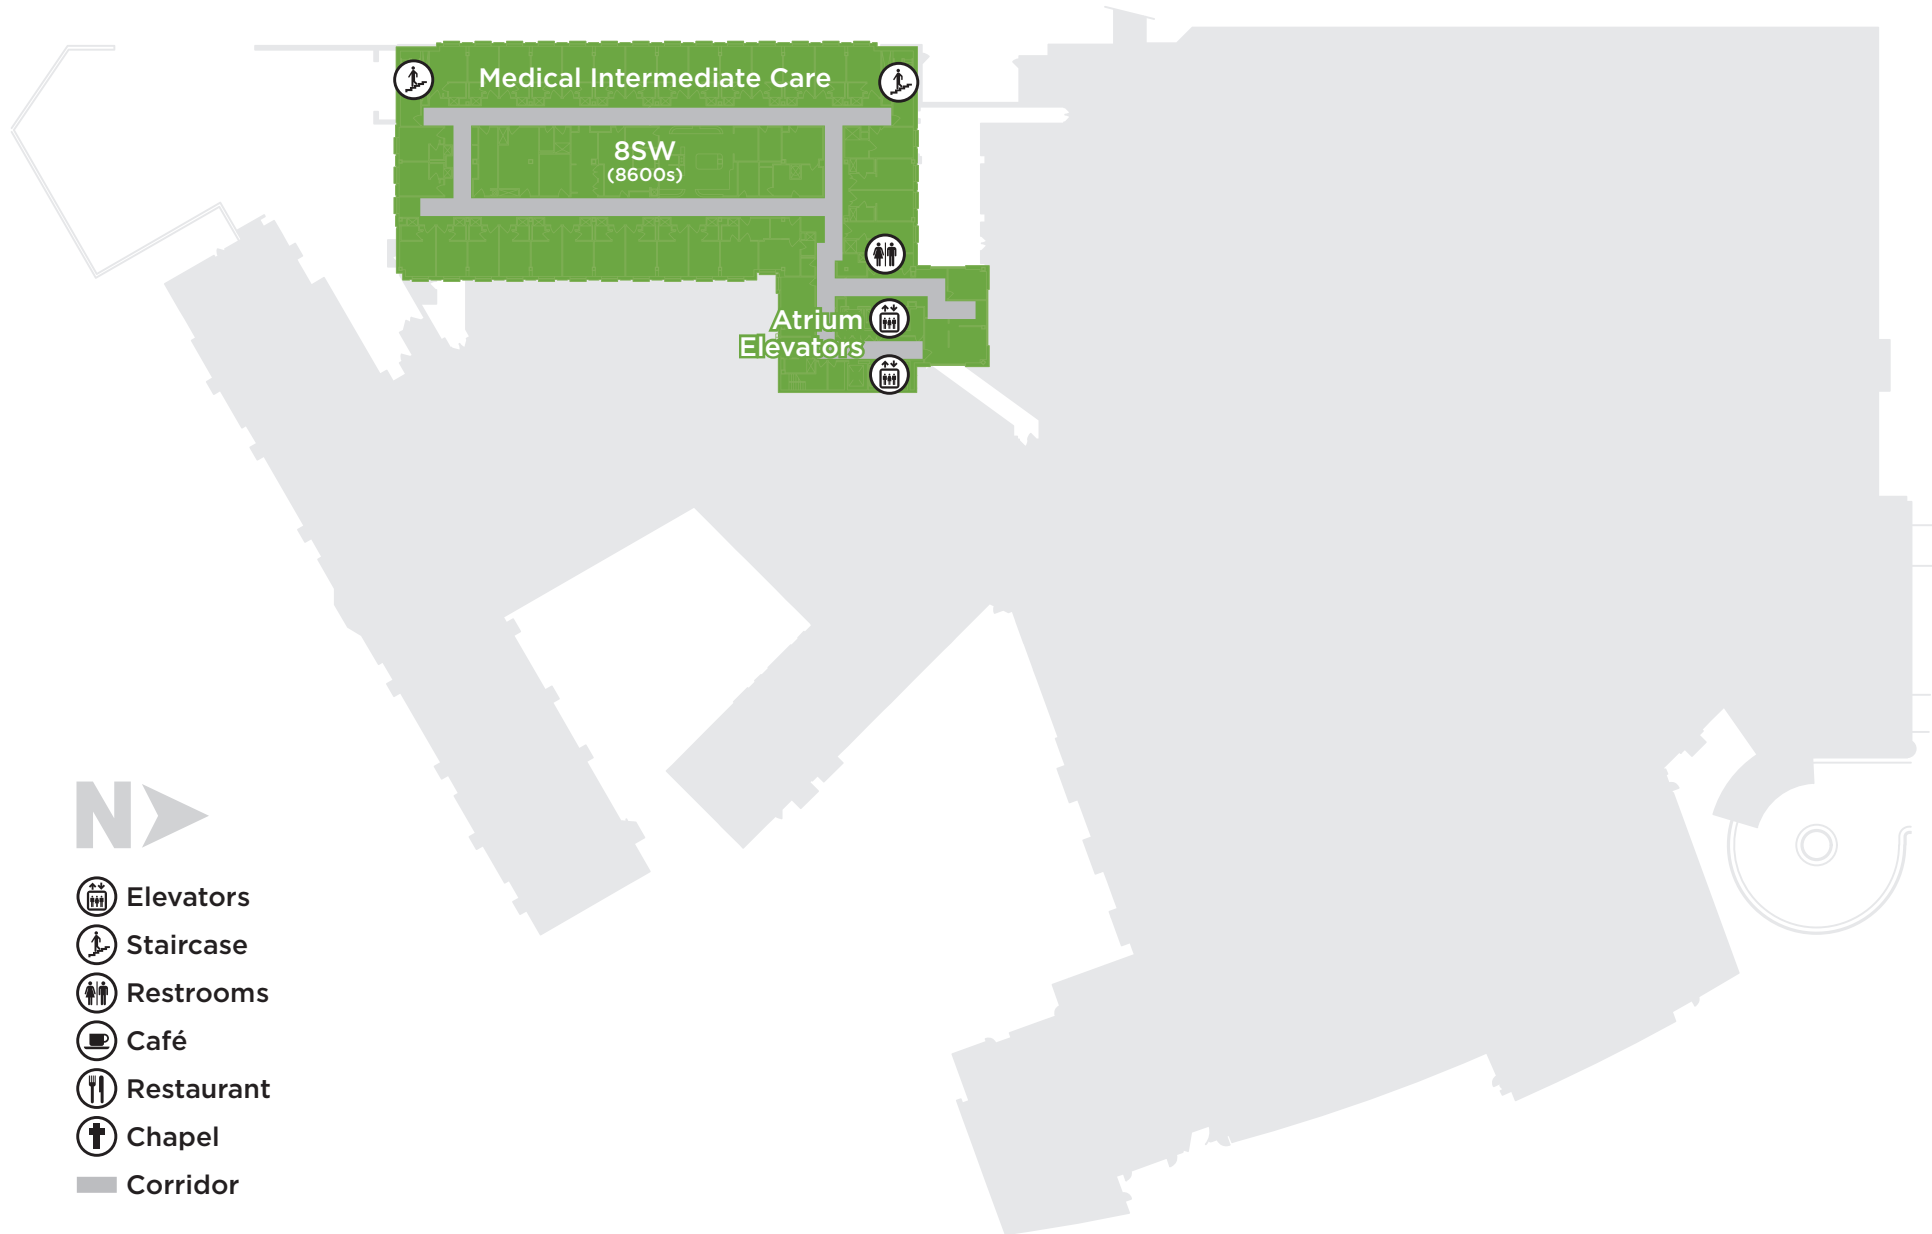 Medical Intermediate Care
8SW
(8600s)
Atrium
Elevators
N
Elevators
Staircase
Restrooms
Café
Restaurant
Chapel
Corridor